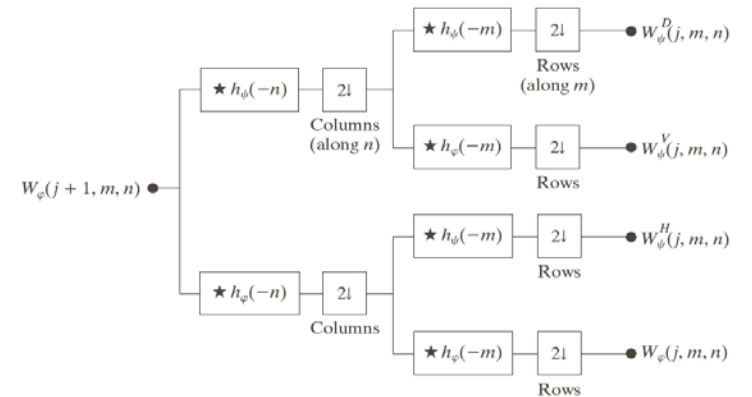 ★ h_ψ(−m)
2↓
W_ψ^D(j, m, n)
Rows
(along m)
★ h_ψ(−n)
2↓
Columns
(along n)
★ h_φ(−m)
2↓
W_ψ^V(j, m, n)
Rows
W_φ(j + 1, m, n)
★ h_ψ(−m)
2↓
W_ψ^H(j, m, n)
Rows
★ h_φ(−n)
2↓
Columns
★ h_φ(−m)
2↓
W_φ(j, m, n)
Rows